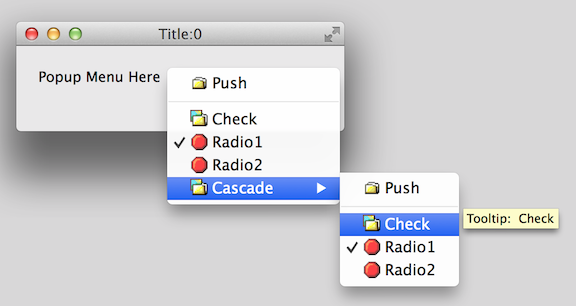 Title:0
Popup Menu Here
Push
Check
Radio1
Radio2
Cascade
Push
Check
Tooltip: Check
Radio1
Radio2